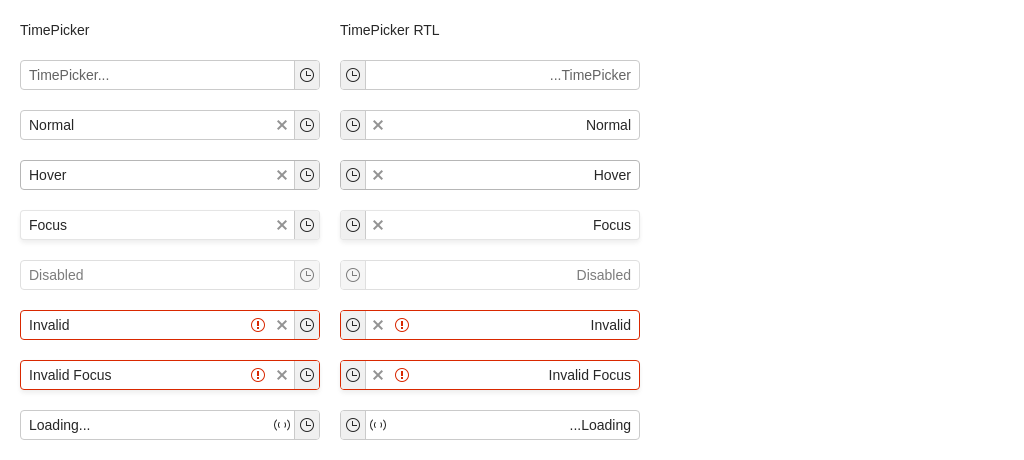 TimePicker
TimePicker RTL
TimePicker...
...TimePicker
Normal
Normal
Hover
Hover
Focus
Focus
Disabled
Disabled
Invalid
Invalid
Invalid Focus
Invalid Focus
Loading...
...Loading